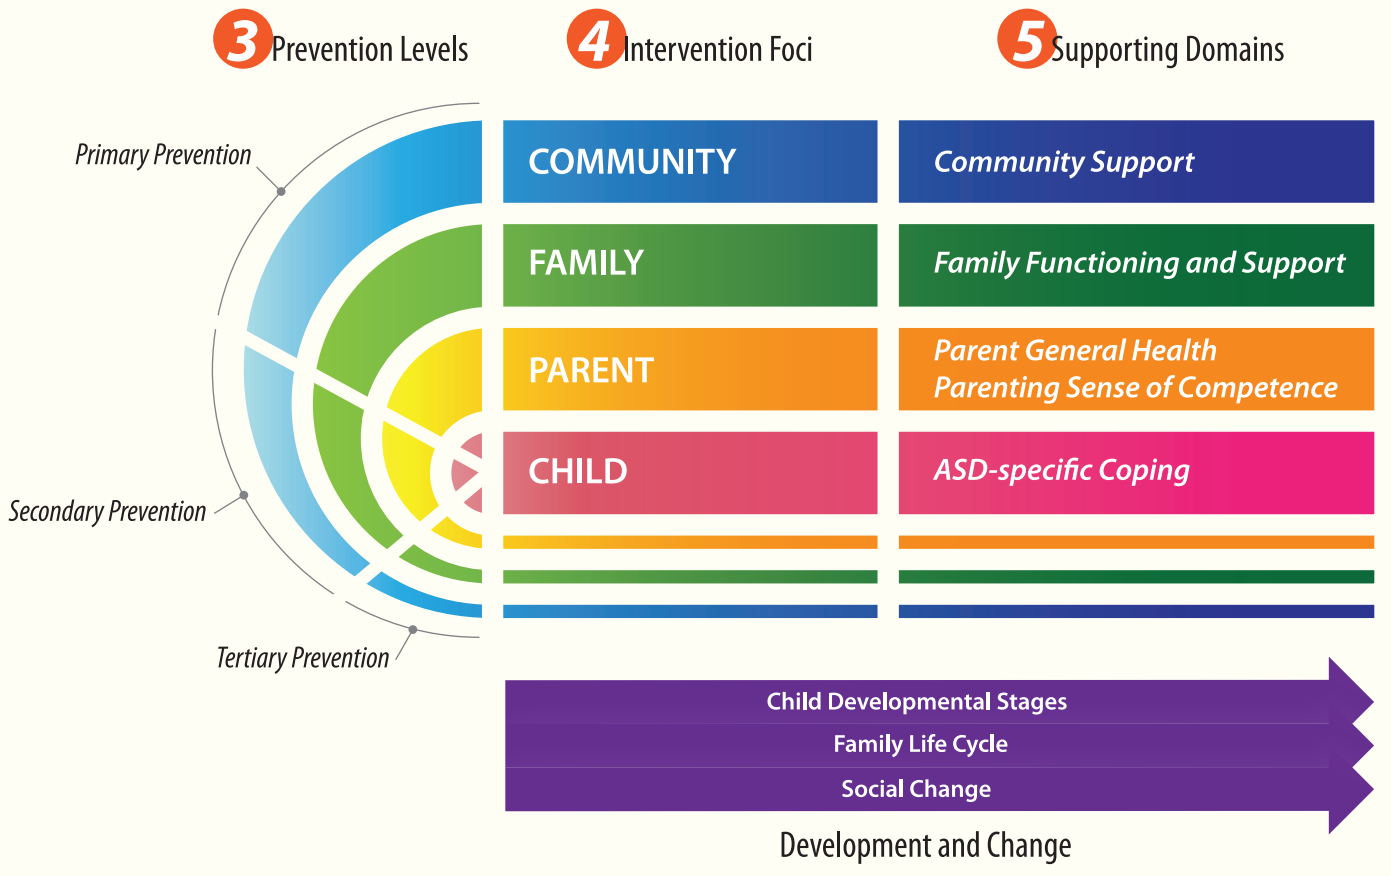 3 Prevention Levels
4 Intervention Foci
5 Supporting Domains
Primary Prevention
Secondary Prevention
Tertiary Prevention
COMMUNITY
Community Support
FAMILY
Family Functioning and Support
PARENT
Parent General Health
Parenting Sense of Competence
CHILD
ASD-specific Coping
Child Developmental Stages
Family Life Cycle
Social Change
Development and Change